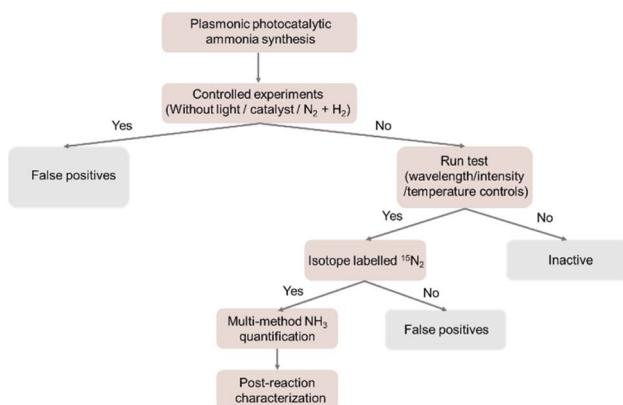 Plasmonic photocatalytic
ammonia synthesis
Controlled experiments
(Without light / catalyst / N₂ + H₂)
Yes
No
False positives
Run test
(wavelength/intensity
/temperature controls)
Yes
No
Isotope labelled ¹⁵N₂
Inactive
Yes
No
Multi-method NH₃
quantification
False positives
Post-reaction
characterization